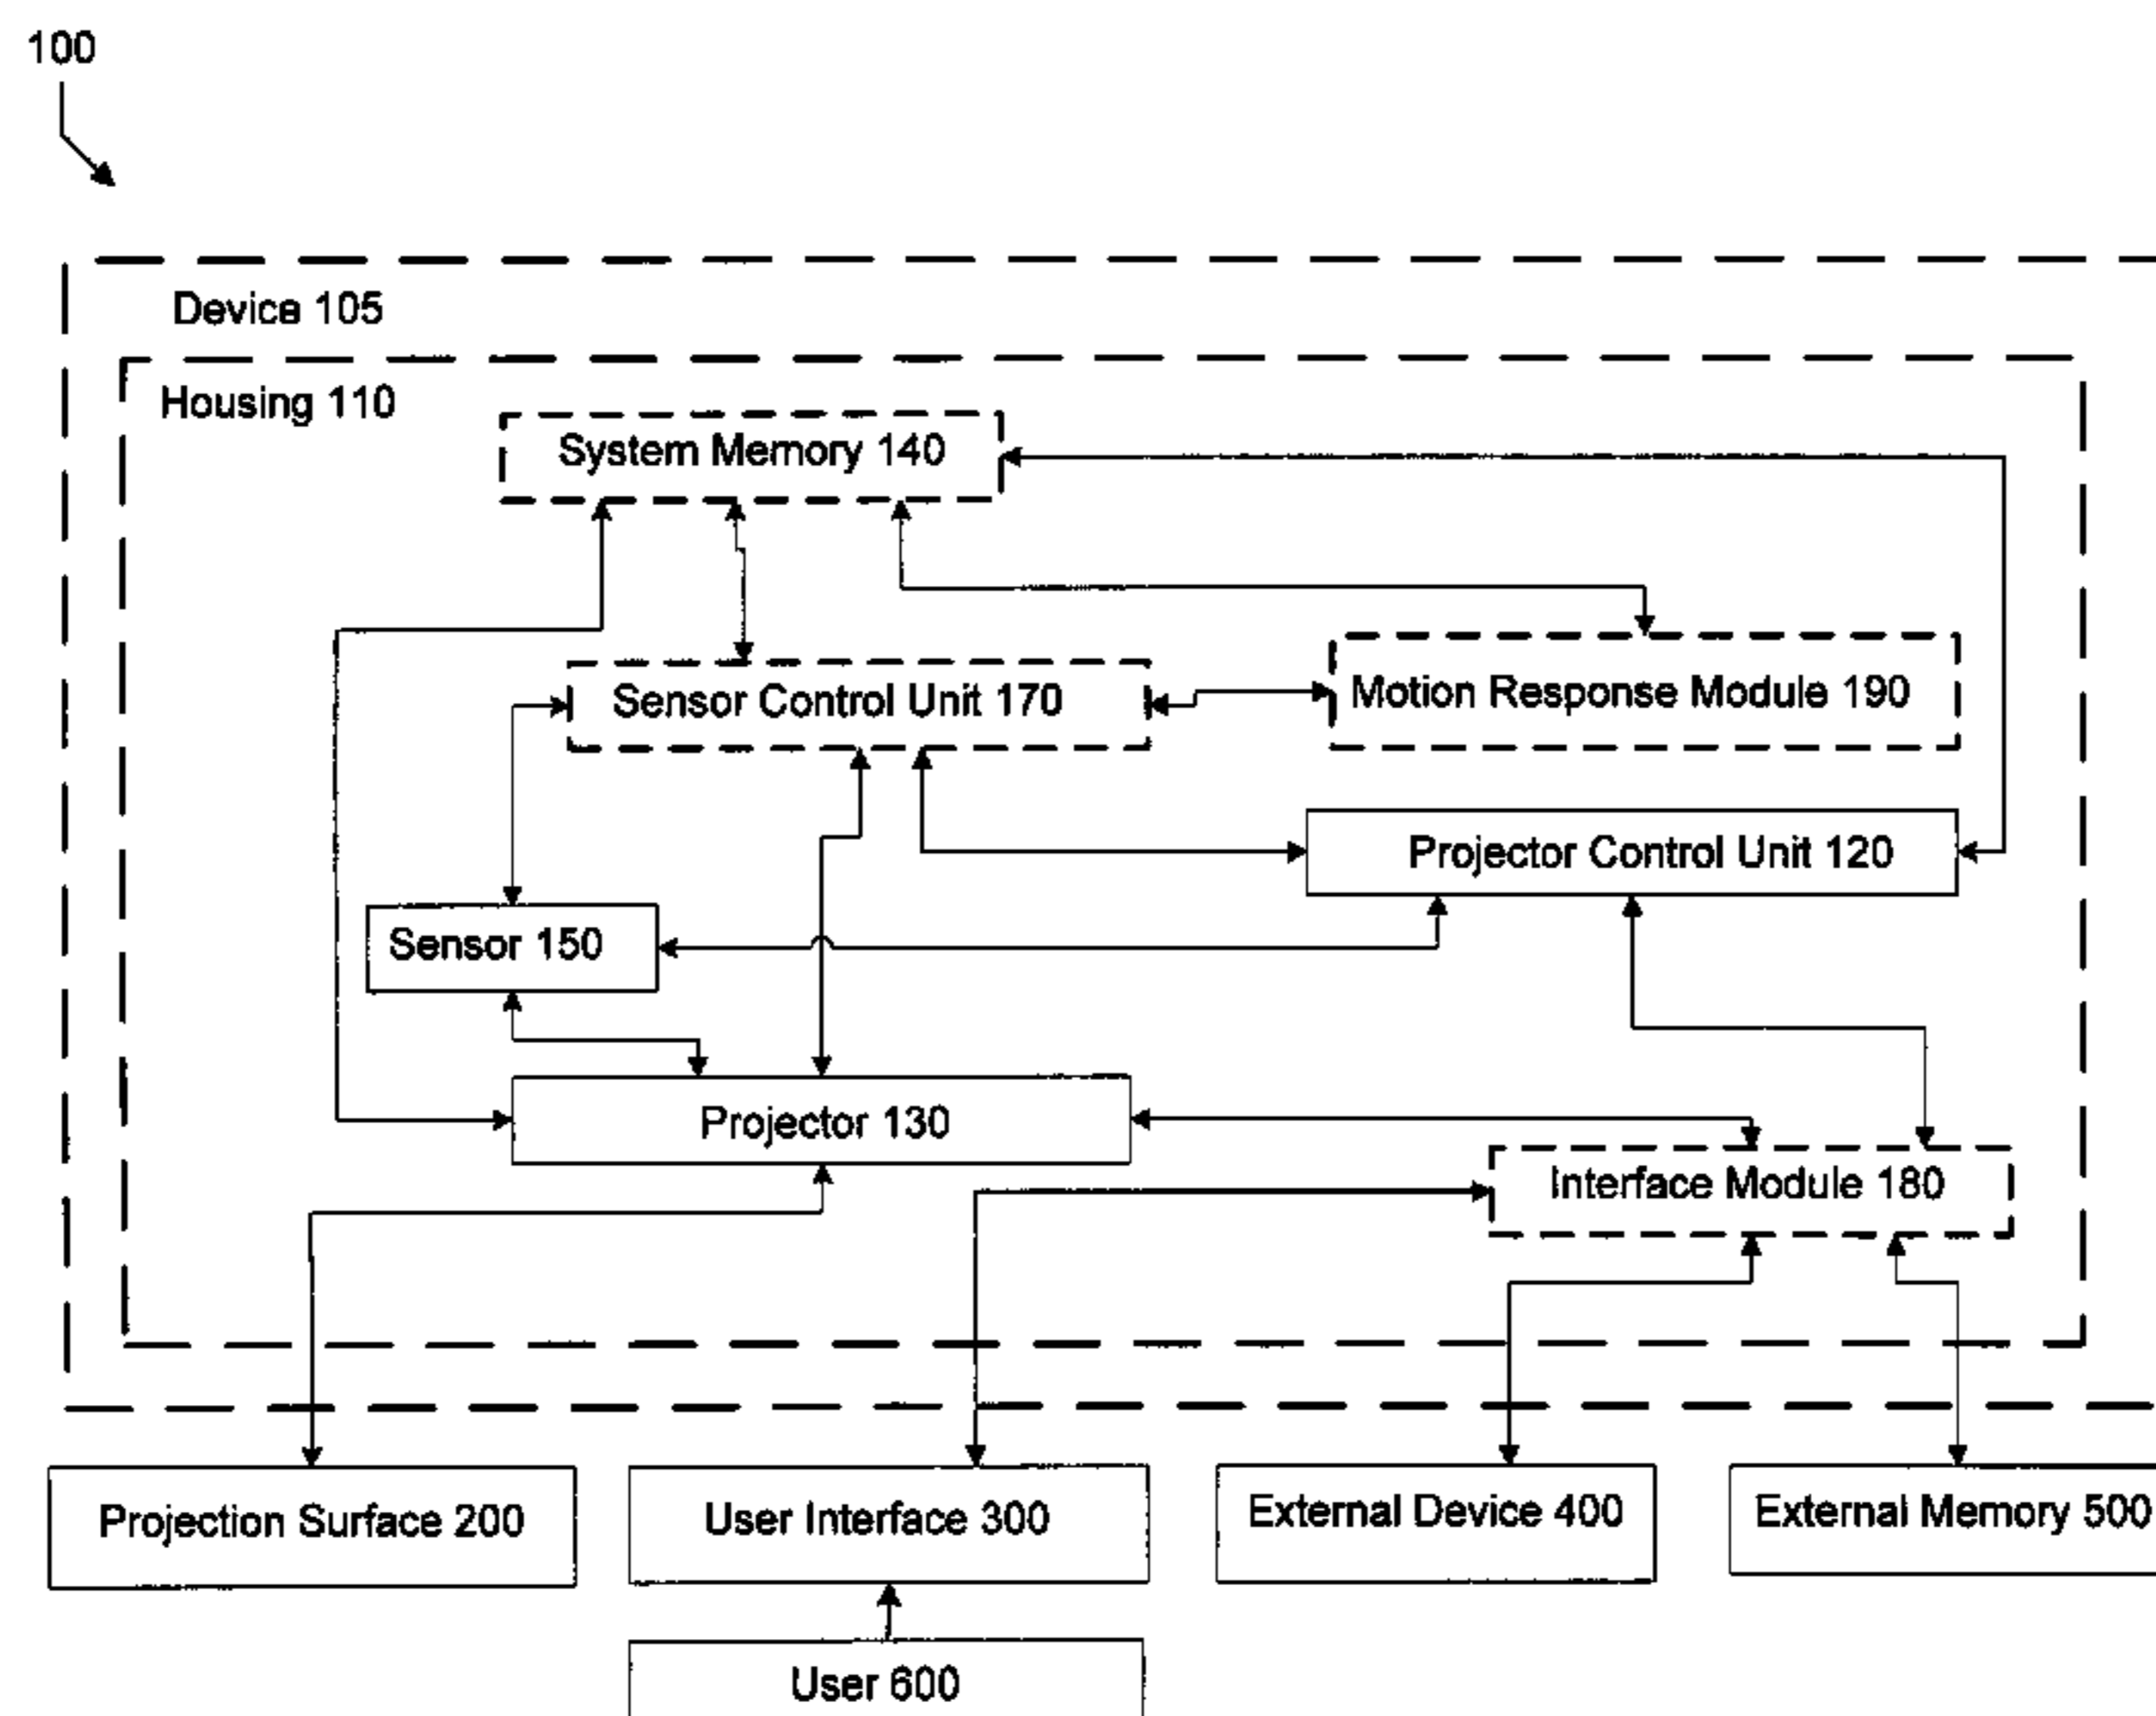 100
Device 105
Housing 110
System Memory 140
Sensor Control Unit 170
Motion Response Module 190
Projector Control Unit 120
Sensor 150
Projector 130
Interface Module 180
Projection Surface 200
User Interface 300
External Device 400
External Memory 500
User 600